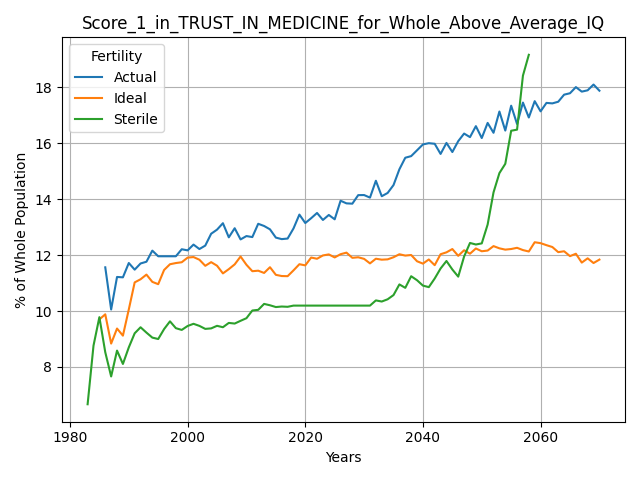 Score_1_in_TRUST_IN_MEDICINE_for_Whole_Above_Average_IQ
Fertility
Actual
Ideal
Sterile
% of Whole Population
18
16
14
12
10
8
1980
2000
2020
2040
2060
Years